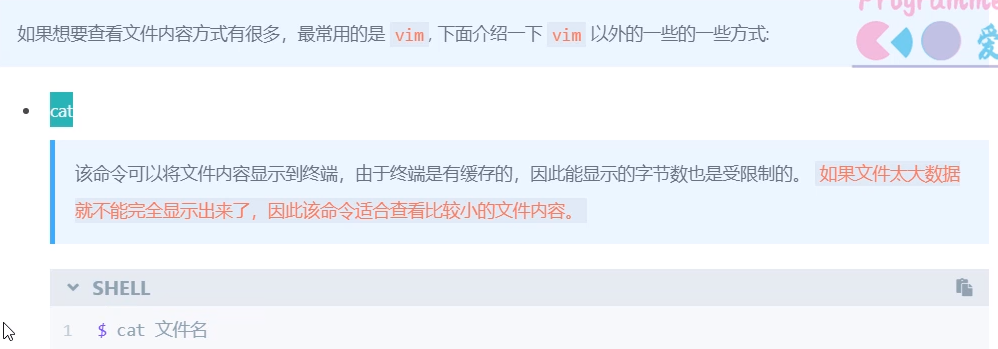 Programme
如果想要查看文件内容方式有很多，最常用的是 vim, 下面介绍一下 vim 以外的一些的一些方式:
爱
cat
该命令可以将文件内容显示到终端，由于终端是有缓存的，因此能显示的字节数也是受限制的。 如果文件太大数据
就不能完全显示出来了，因此该命令适合查看比较小的文件内容。
SHELL
1 $ cat 文件名